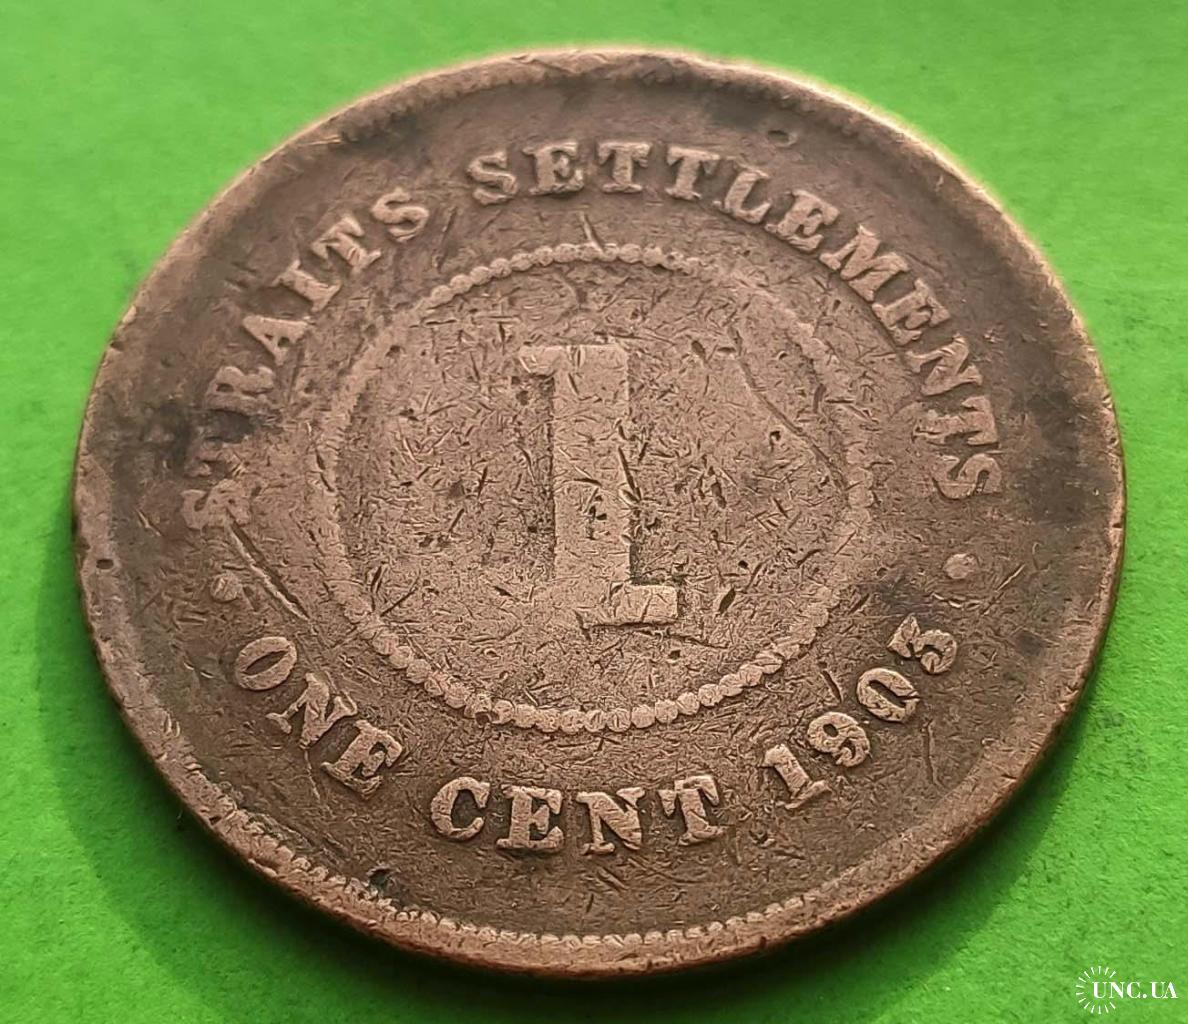 STRAITS SETTLEMENTS
1
· ONE CENT 1903 ·
UNC.UA